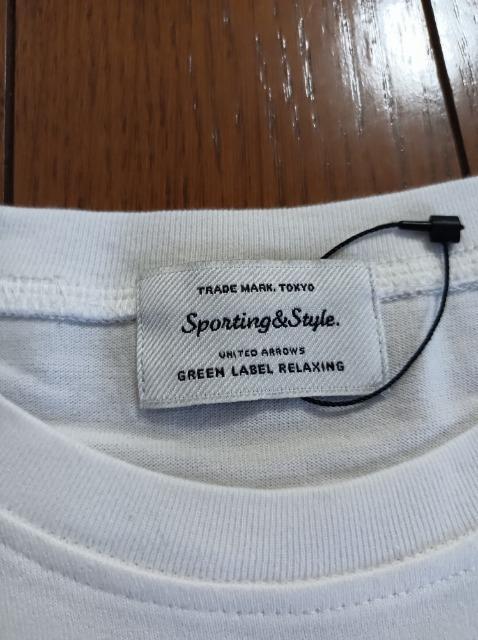 TRADE MARK. TOKYO
Sporting&Style.
UNITED ARROWS
GREEN LABEL RELAXING